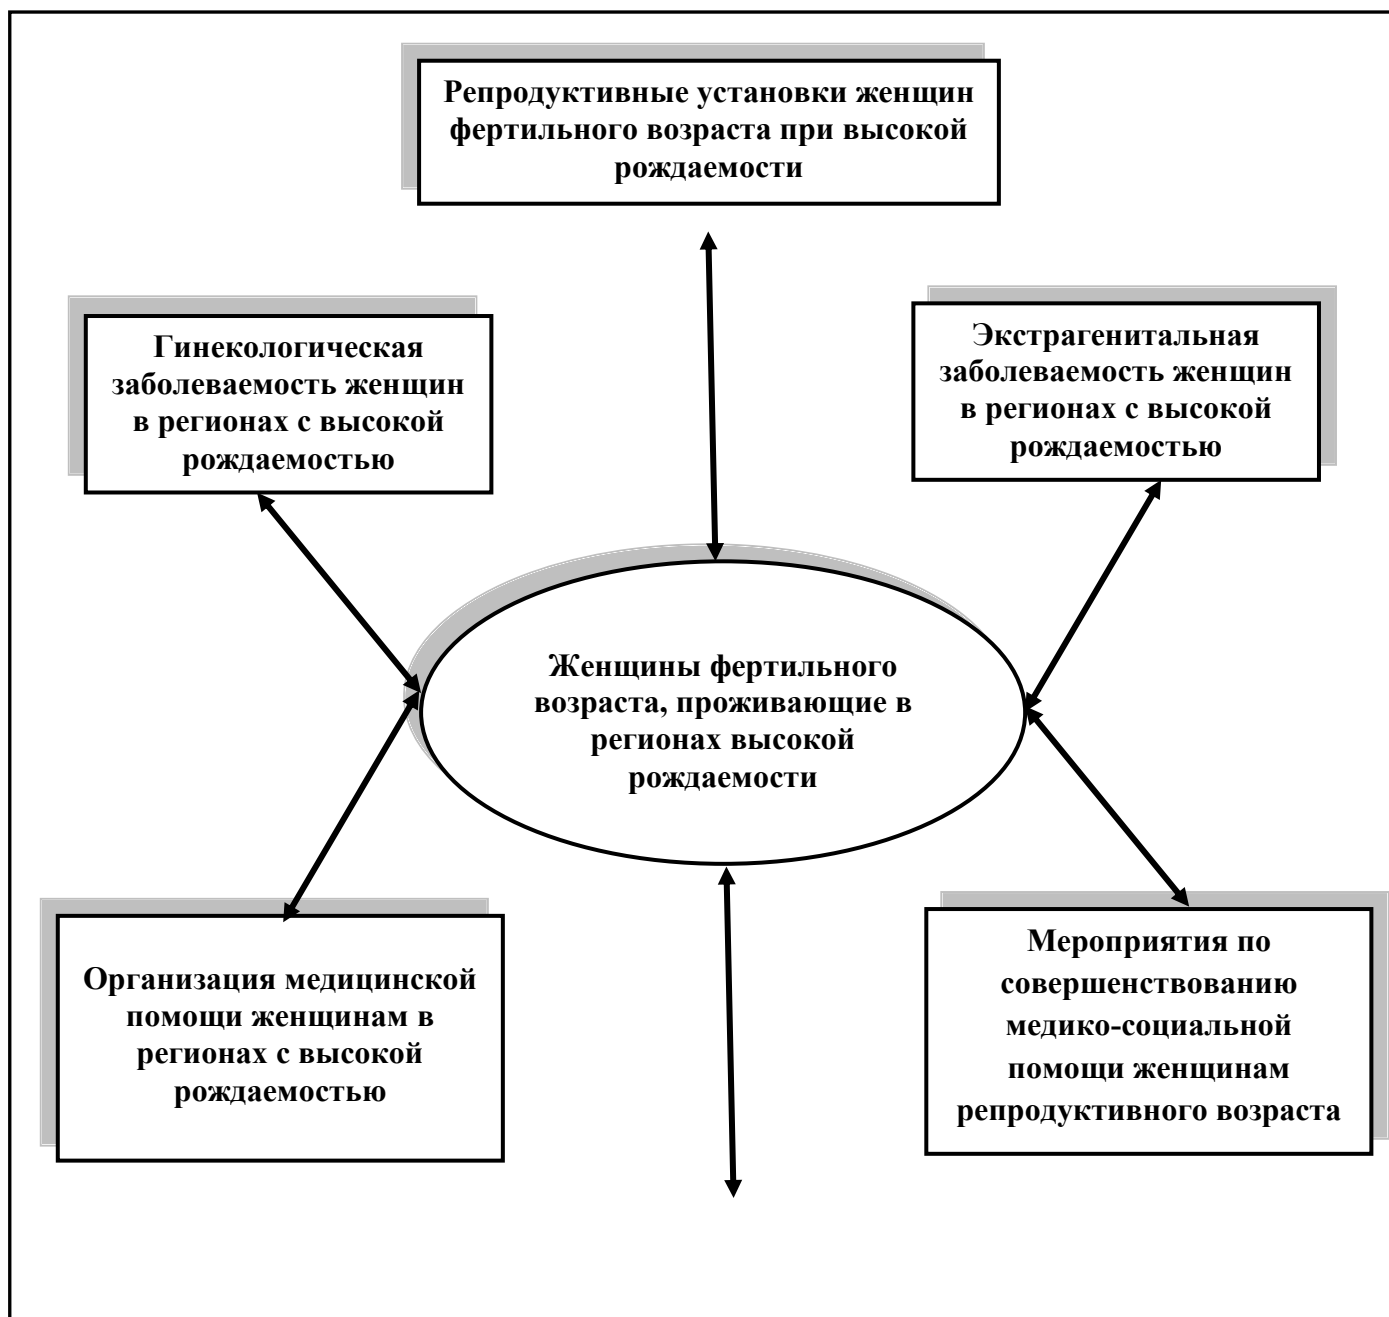 Репродуктивные установки женщин
фертильного возраста при высокой
рождаемости
Гинекологическая
заболеваемость женщин
в регионах с высокой
рождаемостью
Экстрагенитальная
заболеваемость женщин
в регионах с высокой
рождаемостью
Женщины фертильного
возраста, проживающие в
регионах высокой
рождаемости
Организация медицинской
помощи женщинам в
регионах с высокой
рождаемостью
Мероприятия по
совершенствованию
медико-социальной
помощи женщинам
репродуктивного возраста